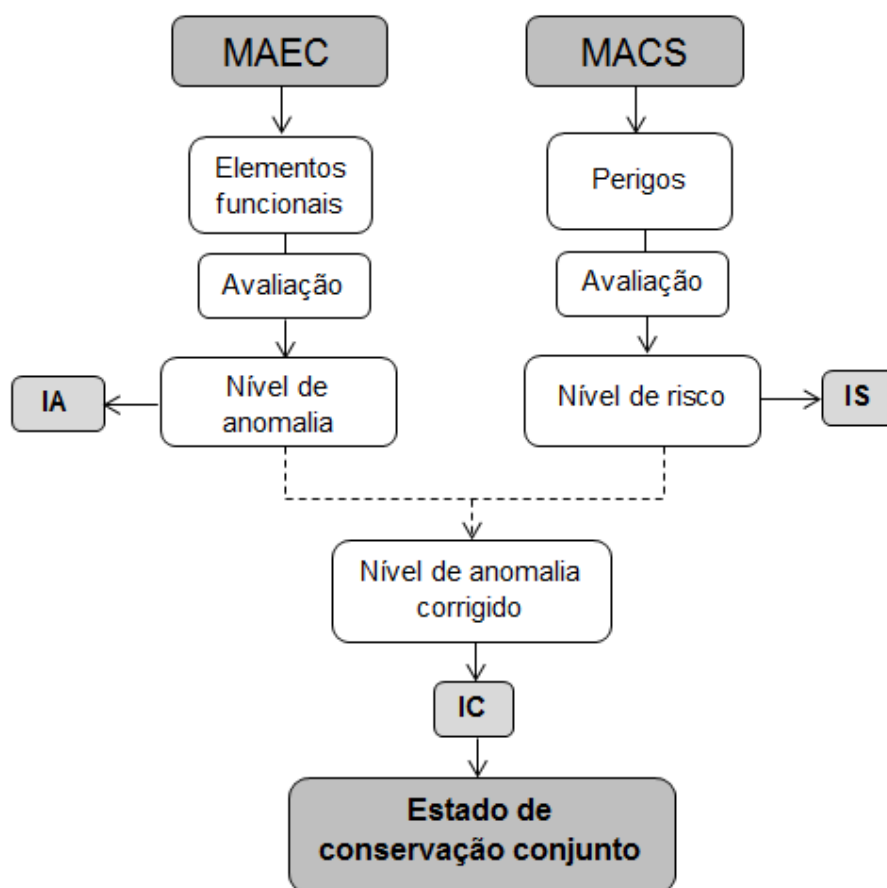 MAEC
MACS
Elementos
funcionais
Perigos
Avaliação
Avaliação
Nível de
anomalia
Nível de risco
IA
IS
Nível de anomalia
corrigido
IC
Estado de
conservação conjunto